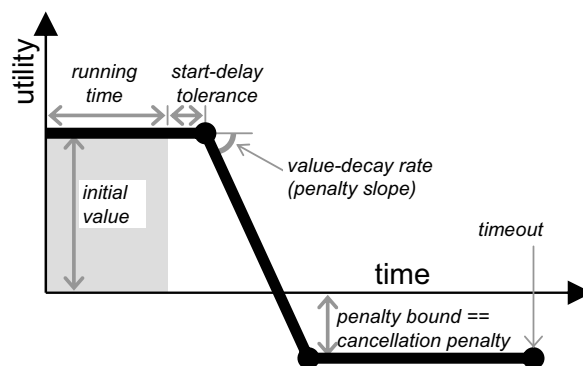 utility
running
time
start-delay
tolerance
value-decay rate
(penalty slope)
initial
value
timeout
time
penalty bound ==
cancellation penalty